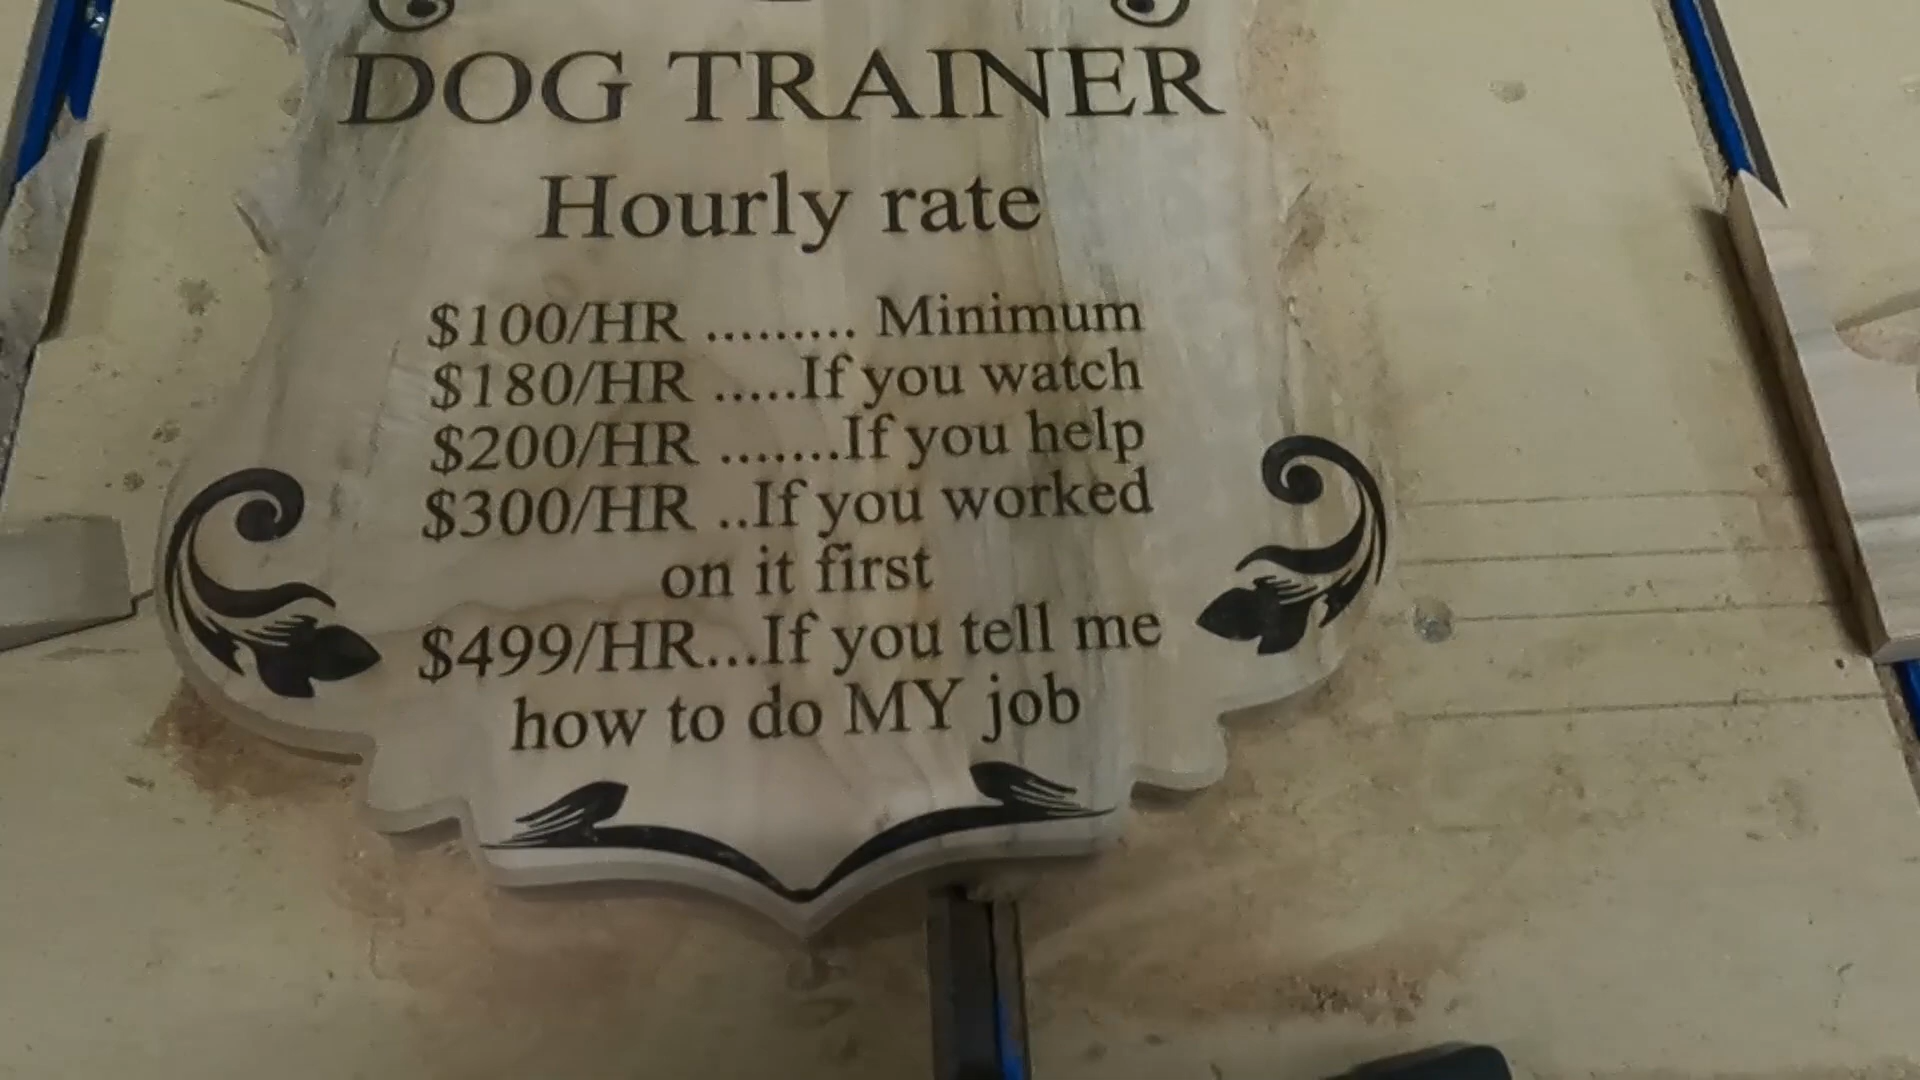 DOG TRAINER
Hourly rate
$100/HR ......... Minimum
$180/HR .....If you watch
$200/HR .......If you help
$300/HR ..If you worked
on it first
$499/HR...If you tell me
how to do MY job